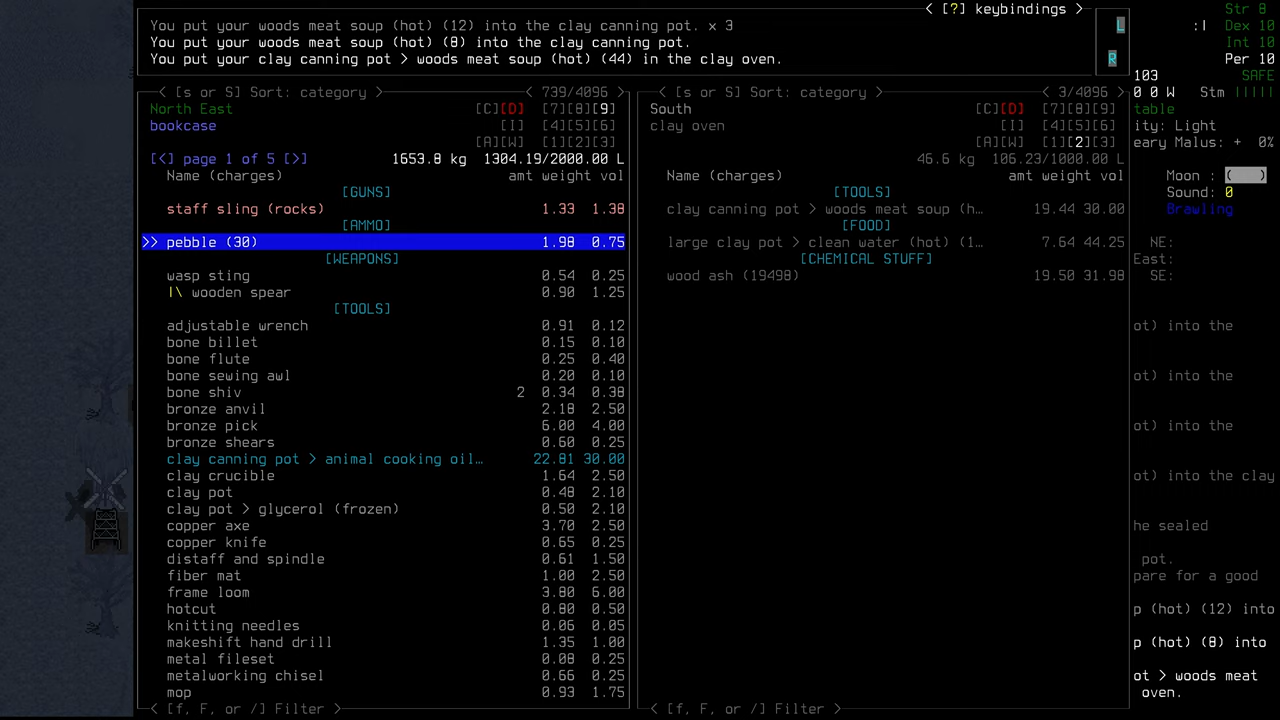 < [?] keybindings >
You put your woods meat soup (hot) (12) into the clay canning pot. × 3
You put your woods meat soup (hot) (8) into the clay canning pot.
You put your clay canning pot > woods meat soup (hot) (44) in the clay oven.
L
R
:|
Str 8
Dex 10
Int 10
Per 10
103 SAFE
0 0 W Stm |||||
table
ity: Light
eary Malus: + 0%
Moon : ( )
Sound: 0
Brawling
NE:
East:
SE:
ot) into the
ot) into the
ot) into the
ot) into the clay
he sealed
pot.
pare for a good
p (hot) (12) into
p (hot) (8) into
ot > woods meat
oven.
< [s or S] Sort: category > < 739/4096 >
North East [C][D] [7][8][9]
bookcase [I] [4][5][6]
[A][W] [1][2][3]
[<] page 1 of 5 [>] 1653.8 kg 1304.19/2000.00 L
Name (charges) amt weight vol
[GUNS]
staff sling (rocks) 1.33 1.38
[AMMO]
>> pebble (30) 1.98 0.75
[WEAPONS]
wasp sting 0.54 0.25
|\ wooden spear 0.90 1.25
[TOOLS]
adjustable wrench 0.91 0.12
bone billet 0.15 0.10
bone flute 0.25 0.40
bone sewing awl 0.20 0.10
bone shiv 2 0.34 0.38
bronze anvil 2.18 2.50
bronze pick 6.00 4.00
bronze shears 0.60 0.25
clay canning pot > animal cooking oil… 22.81 30.00
clay crucible 1.64 2.50
clay pot 0.48 2.10
clay pot > glycerol (frozen) 0.50 2.10
copper axe 3.70 2.50
copper knife 0.65 0.25
distaff and spindle 0.61 1.50
fiber mat 1.00 2.50
frame loom 3.80 6.00
hotcut 0.80 0.50
knitting needles 0.06 0.05
makeshift hand drill 1.35 1.00
metal fileset 0.08 0.25
metalworking chisel 0.66 0.25
mop 0.93 1.75
< [f, F, or /] Filter >
< [s or S] Sort: category > < 3/4096 >
South [C][D] [7][8][9]
clay oven [I] [4][5][6]
[A][W] [1][2][3]
46.6 kg 106.23/1000.00 L
Name (charges) amt weight vol
[TOOLS]
clay canning pot > woods meat soup (h… 19.44 30.00
[FOOD]
large clay pot > clean water (hot) (1… 7.64 44.25
[CHEMICAL STUFF]
wood ash (19498) 19.50 31.98
< [f, F, or /] Filter >